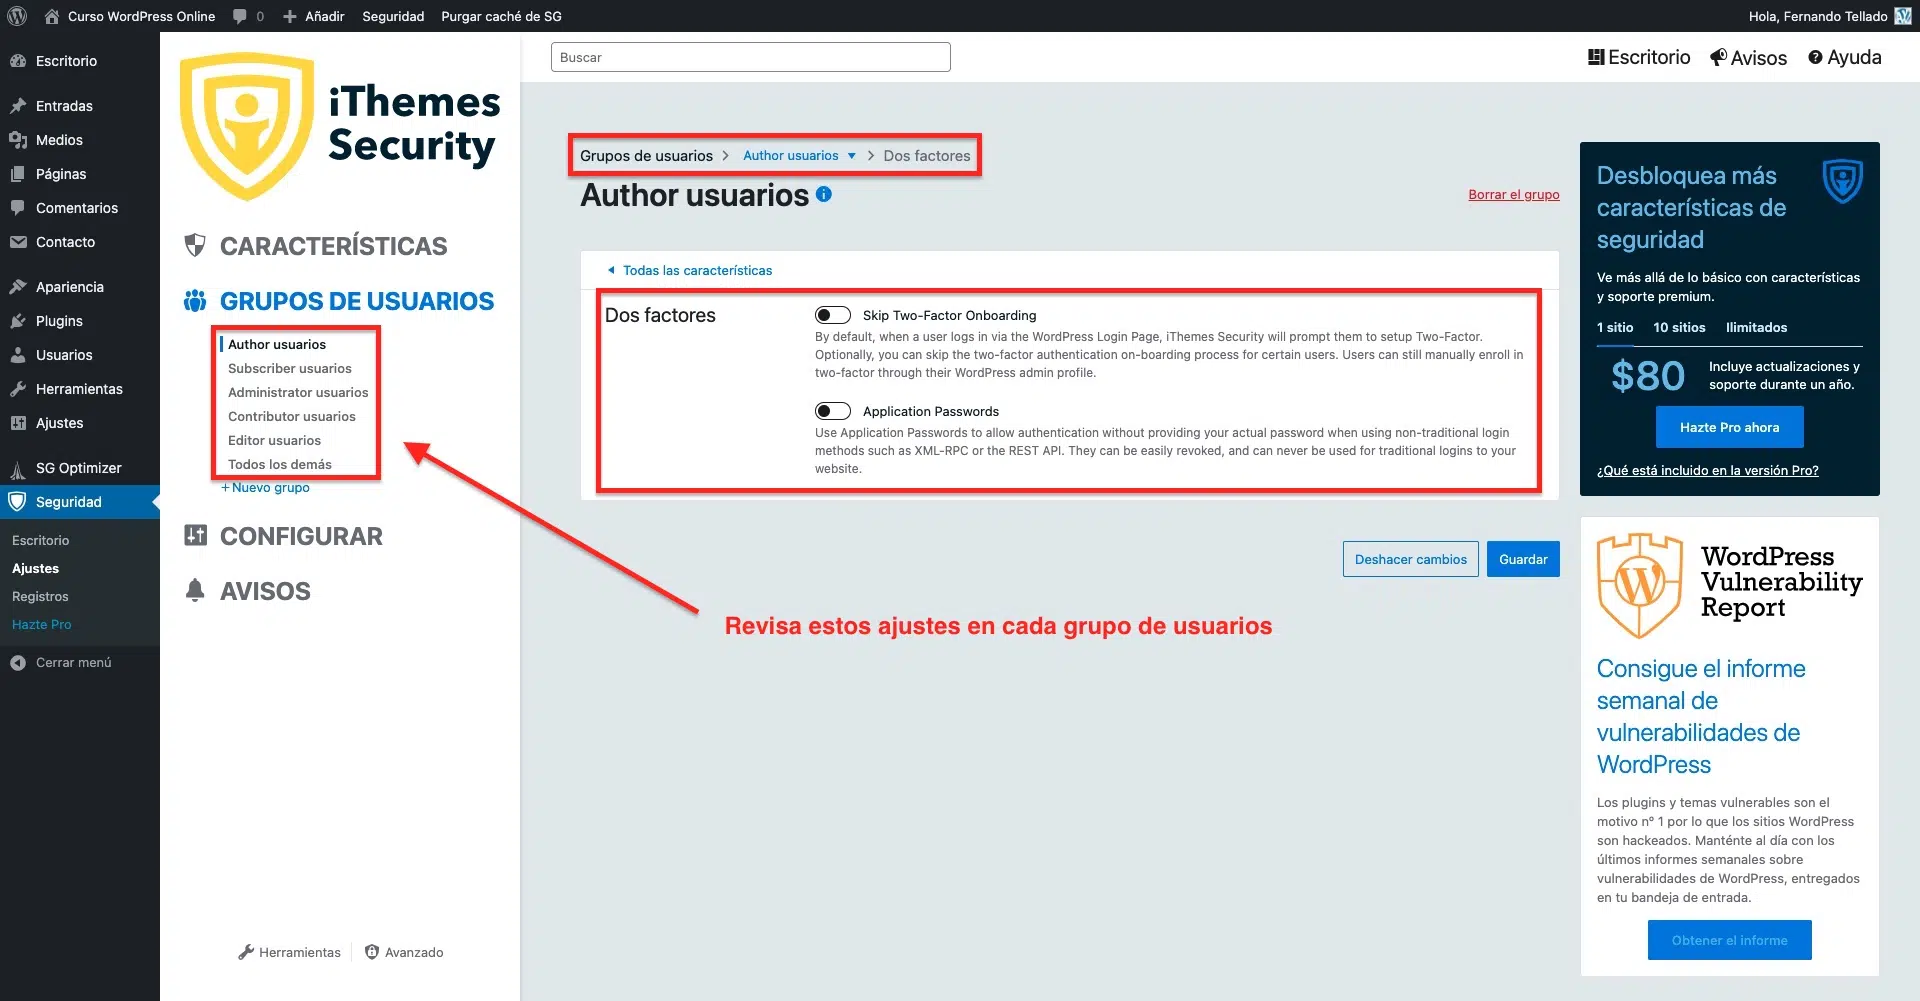 Curso WordPress Online
0
Añadir
Seguridad
Purgar caché de SG
Hola, Fernando Tellado
Escritorio
Entradas
Medios
Páginas
Comentarios
Contacto
Apariencia
Plugins
Usuarios
Herramientas
Ajustes
SG Optimizer
Seguridad
Escritorio
Ajustes
Registros
Hazte Pro
Cerrar menú
iThemes
Security
CARACTERÍSTICAS
GRUPOS DE USUARIOS
Author usuarios
Subscriber usuarios
Administrator usuarios
Contributor usuarios
Editor usuarios
Todos los demás
+ Nuevo grupo
CONFIGURAR
AVISOS
Herramientas
Avanzado
Buscar
Escritorio
Avisos
Ayuda
Grupos de usuarios > Author usuarios > Dos factores
Author usuarios
Borrar el grupo
Todas las características
Dos factores
Skip Two-Factor Onboarding
By default, when a user logs in via the WordPress Login Page, iThemes Security will prompt them to setup Two-Factor.
Optionally, you can skip the two-factor authentication on-boarding process for certain users. Users can still manually enroll in
two-factor through their WordPress admin profile.
Application Passwords
Use Application Passwords to allow authentication without providing your actual password when using non-traditional login
methods such as XML-RPC or the REST API. They can be easily revoked, and can never be used for traditional logins to your
website.
Deshacer cambios
Guardar
Revisa estos ajustes en cada grupo de usuarios
Desbloquea más
características de
seguridad
Ve más allá de lo básico con características
y soporte premium.
1 sitio
10 sitios
Ilimitados
$80
Incluye actualizaciones y
soporte durante un año.
Hazte Pro ahora
¿Qué está incluido en la versión Pro?
WordPress
Vulnerability
Report
Consigue el informe
semanal de
vulnerabilidades de
WordPress
Los plugins y temas vulnerables son el
motivo nº 1 por lo que los sitios WordPress
son hackeados. Manténte al día con los
últimos informes semanales sobre
vulnerabilidades de WordPress, entregados
en tu bandeja de entrada.
Obtener el informe